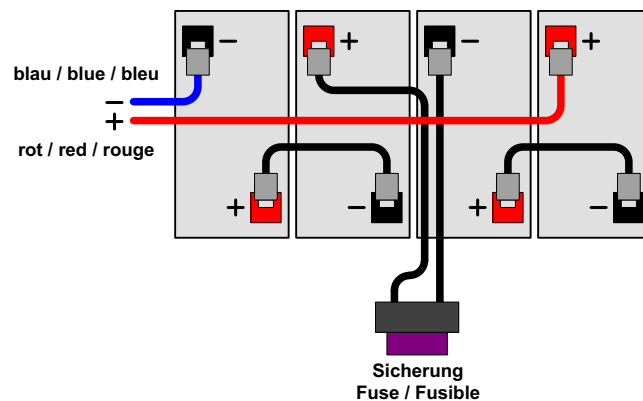 − + − +
blau / blue / bleu
−
+
rot / red / rouge
+ − + −
Sicherung
Fuse / Fusible